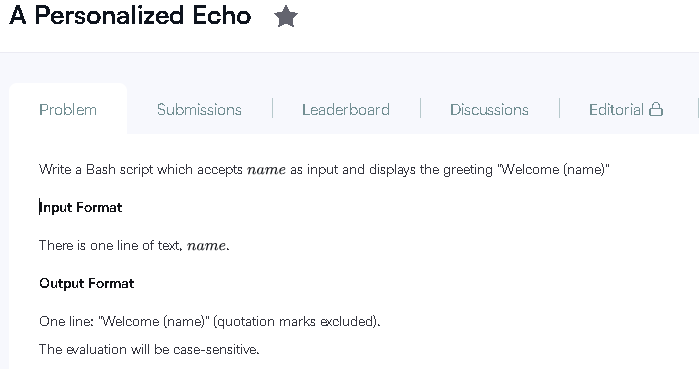 A Personalized Echo
Problem Submissions Leaderboard Discussions Editorial
Write a Bash script which accepts name as input and displays the greeting "Welcome (name)"
Input Format
There is one line of text, name.
Output Format
One line: "Welcome (name)" (quotation marks excluded).
The evaluation will be case-sensitive.